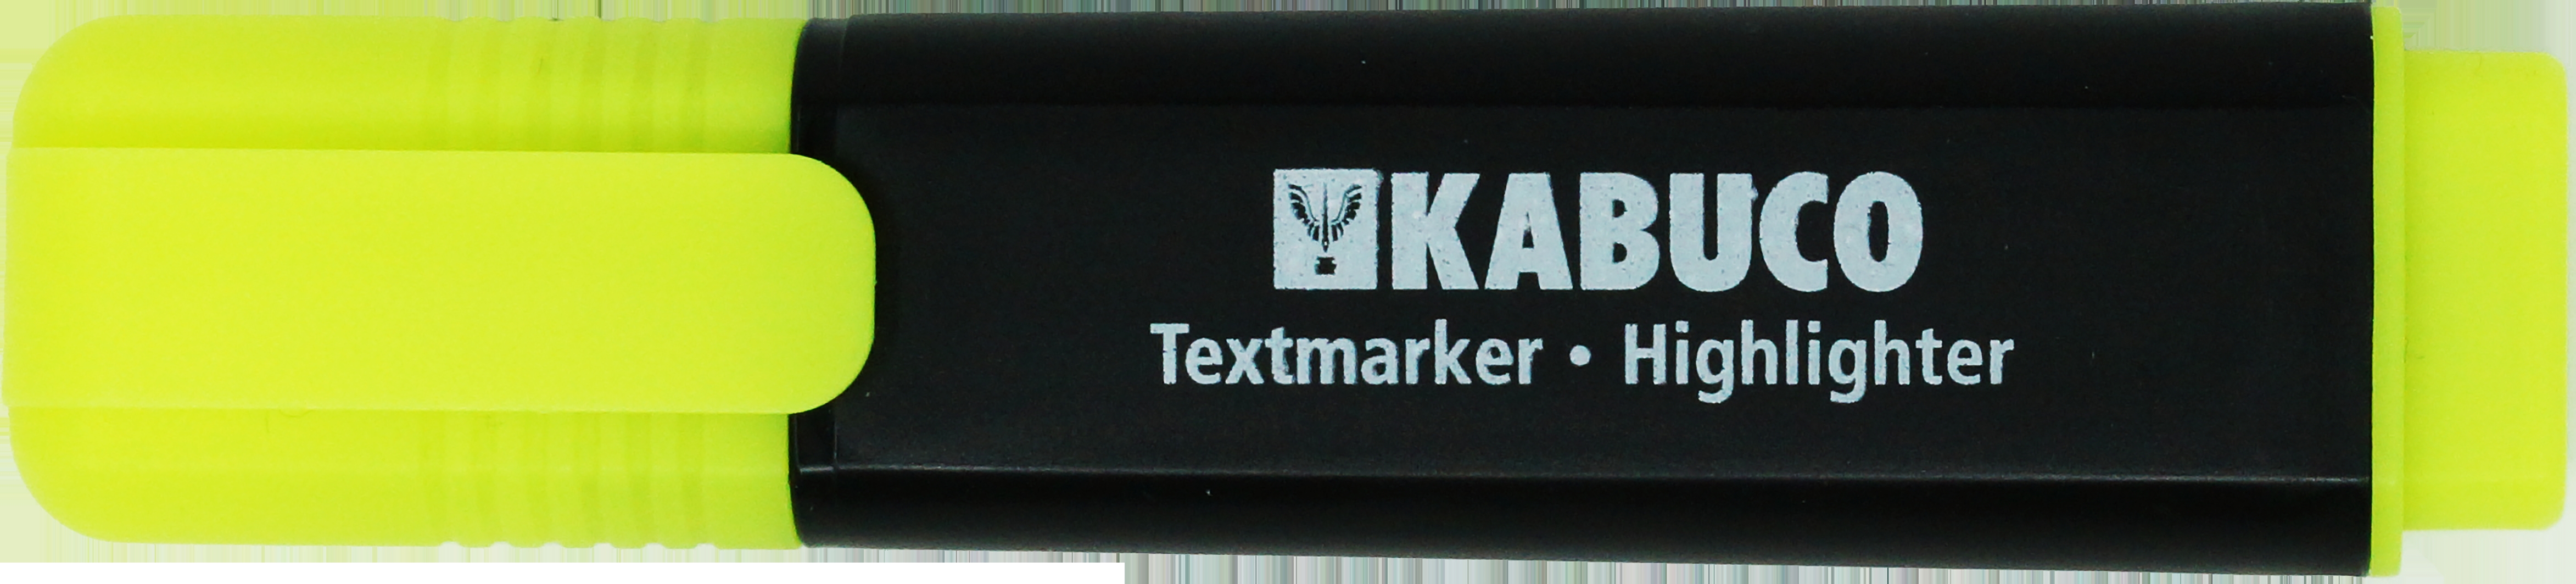 KABUCO
Textmarker • Highlighter